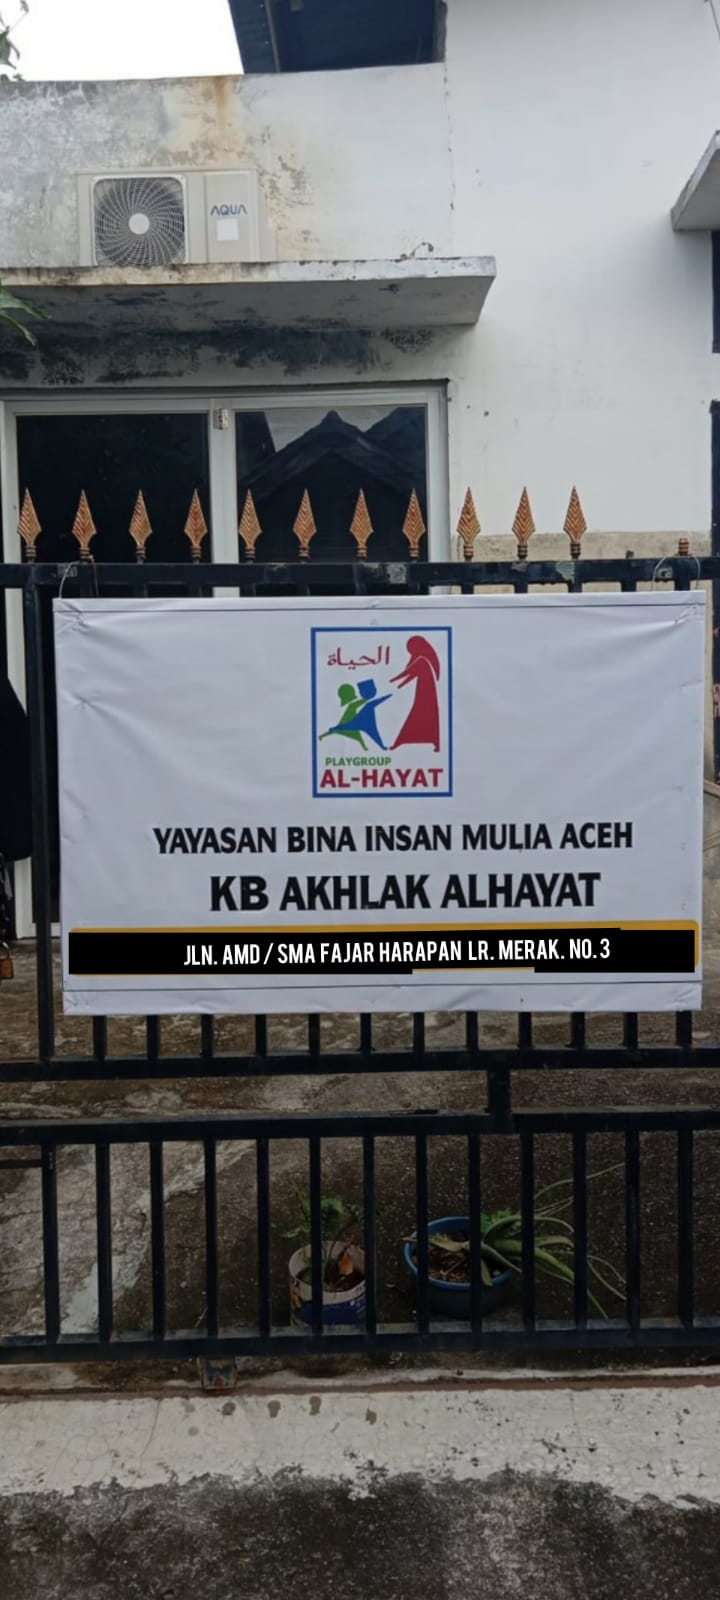 AQUA
الحياة
PLAYGROUP
AL-HAYAT
YAYASAN BINA INSAN MULIA ACEH
KB AKHLAK ALHAYAT
JLN. AMD / SMA FAJAR HARAPAN LR. MERAK. NO. 3